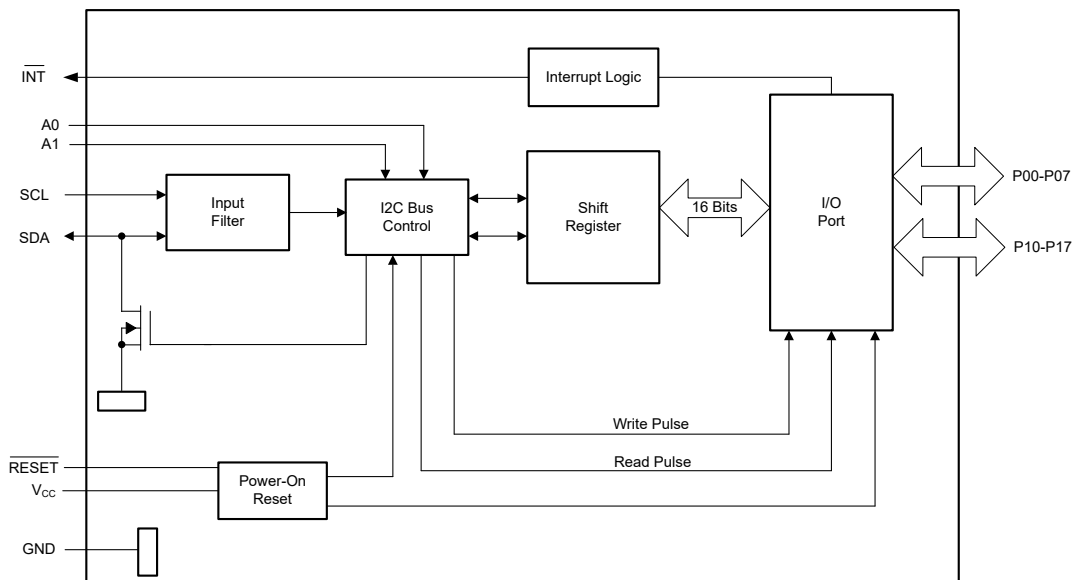 INT
Interrupt Logic
A0
A1
SCL
SDA
Input
Filter
I2C Bus
Control
Shift
Register
16 Bits
I/O
Port
P00-P07
P10-P17
Write Pulse
Read Pulse
RESET
VCC
Power-On
Reset
GND